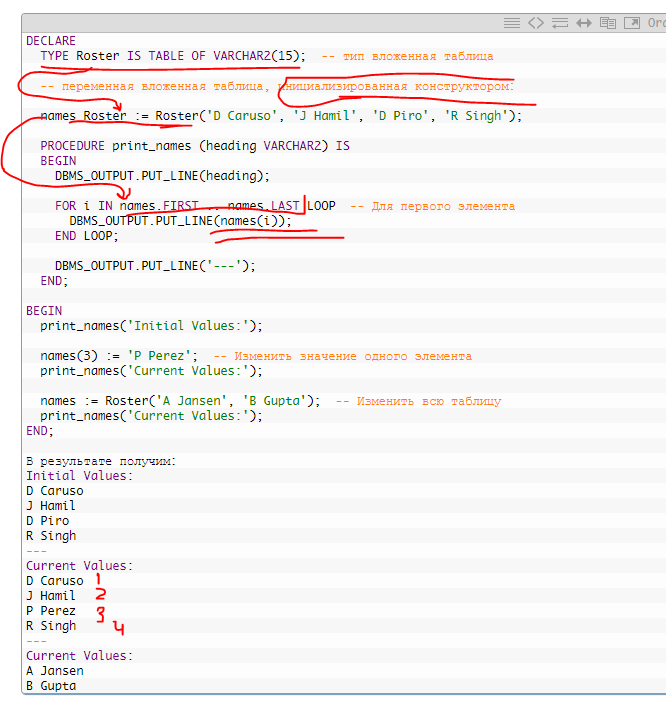 Ora
DECLARE
  TYPE Roster IS TABLE OF VARCHAR2(15);  -- тип вложенная таблица
  -- переменная вложенная таблица, инициализированная конструктором:
  names Roster := Roster('D Caruso', 'J Hamil', 'D Piro', 'R Singh');
  PROCEDURE print_names (heading VARCHAR2) IS
  BEGIN
    DBMS_OUTPUT.PUT_LINE(heading);
    FOR i IN names.FIRST .. names.LAST LOOP  -- Для первого элемента
      DBMS_OUTPUT.PUT_LINE(names(i));
    END LOOP;
    DBMS_OUTPUT.PUT_LINE('---');
  END;
BEGIN
  print_names('Initial Values:');
  names(3) := 'P Perez';  -- Изменить значение одного элемента
  print_names('Current Values:');
  names := Roster('A Jansen', 'B Gupta');  -- Изменить всю таблицу
  print_names('Current Values:');
END;
В результате получим:
Initial Values:
D Caruso
J Hamil
D Piro
R Singh
---
Current Values:
D Caruso 1
J Hamil 2
P Perez 3
R Singh 4
---
Current Values:
A Jansen
B Gupta